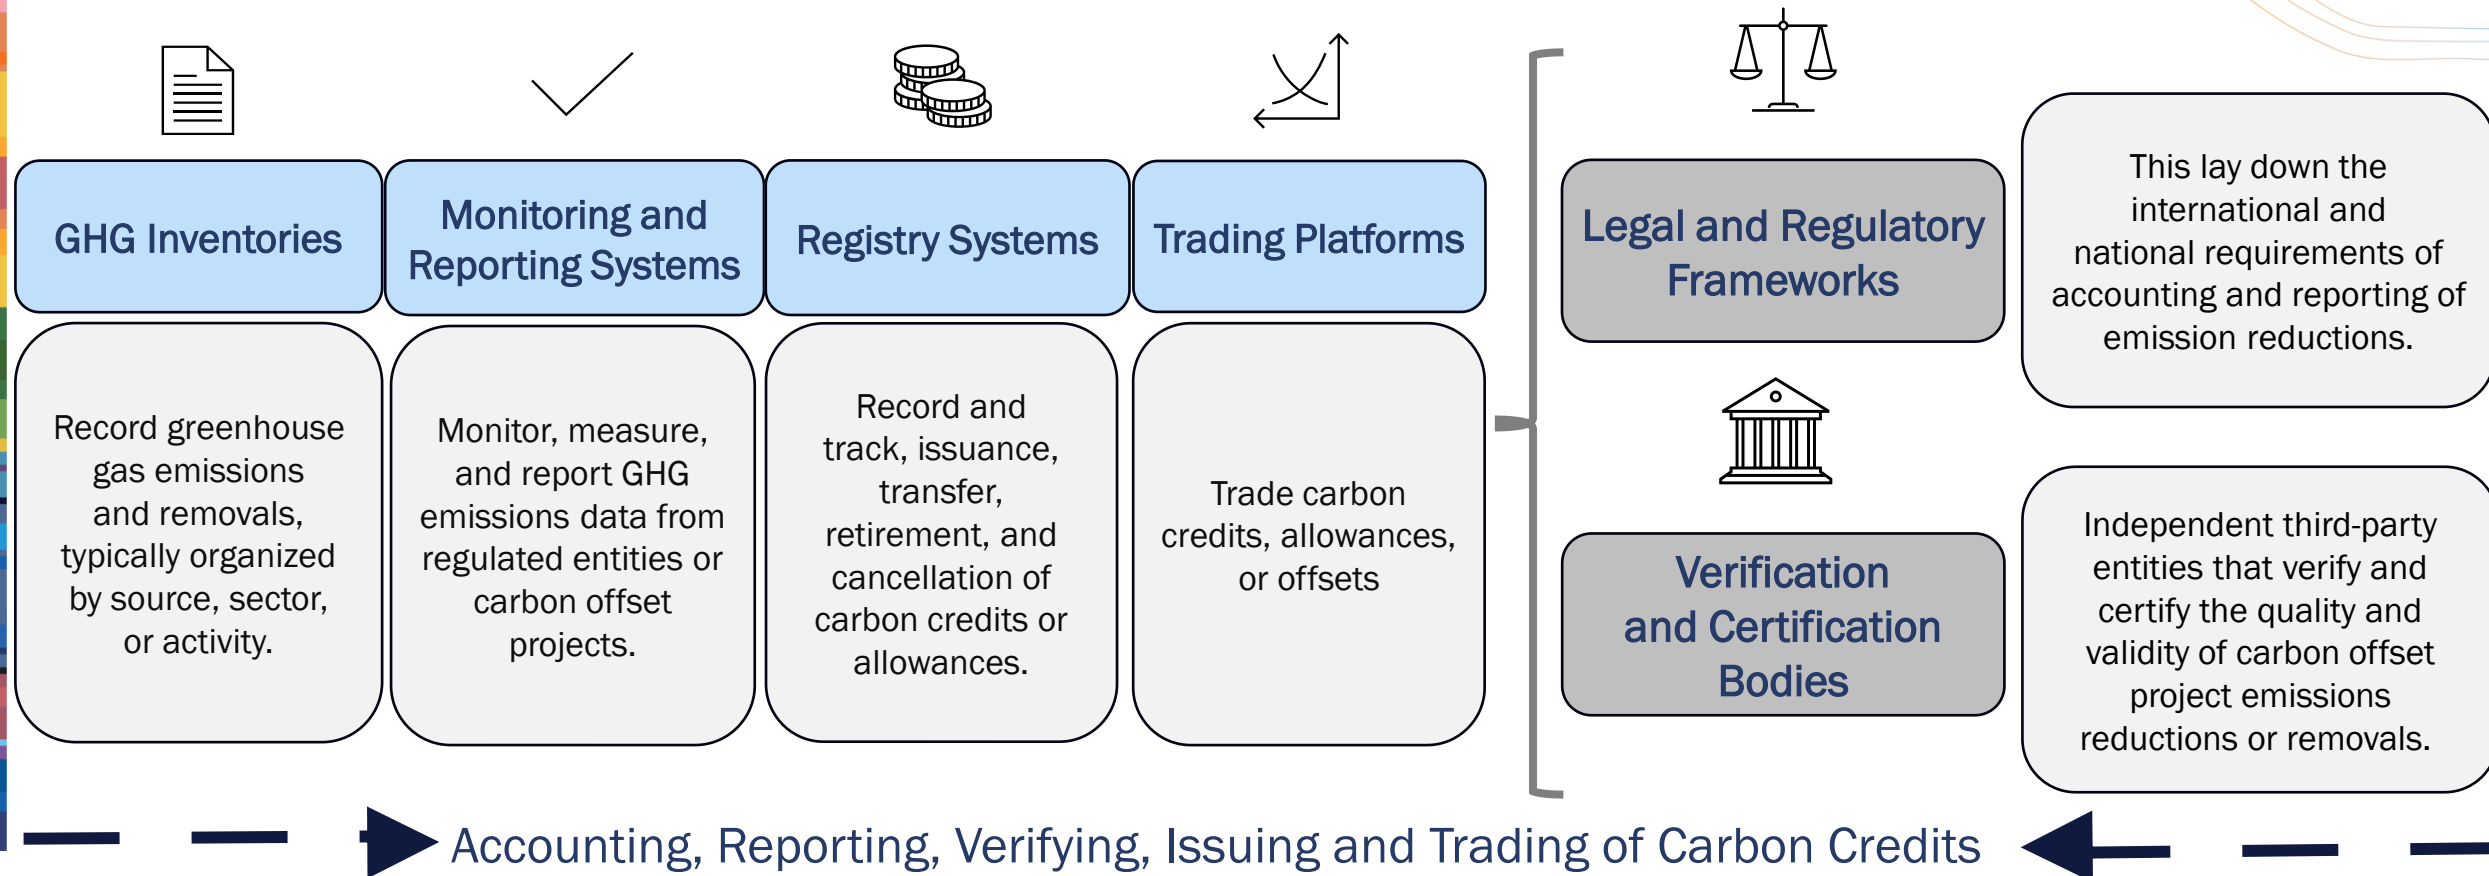 GHG Inventories
Record greenhouse
gas emissions
and removals,
typically organized
by source, sector,
or activity.
Monitoring and
Reporting Systems
Monitor, measure,
and report GHG
emissions data from
regulated entities or
carbon offset
projects.
Registry Systems
Record and
track, issuance,
transfer,
retirement, and
cancellation of
carbon credits or
allowances.
Trading Platforms
Trade carbon
credits, allowances,
or offsets
Legal and Regulatory
Frameworks
This lay down the
international and
national requirements of
accounting and reporting of
emission reductions.
Verification
and Certification
Bodies
Independent third-party
entities that verify and
certify the quality and
validity of carbon offset
project emissions
reductions or removals.
Accounting, Reporting, Verifying, Issuing and Trading of Carbon Credits